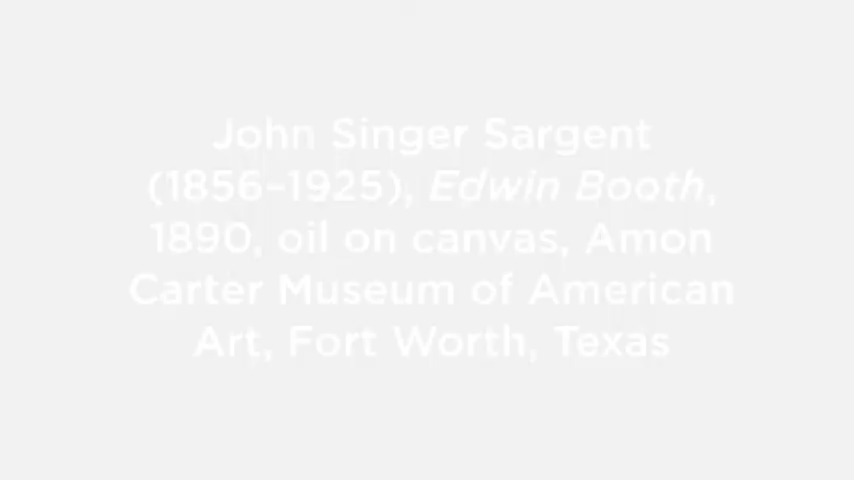 John Singer Sargent
(1856–1925), Edwin Booth,
1890, oil on canvas, Amon
Carter Museum of American
Art, Fort Worth, Texas